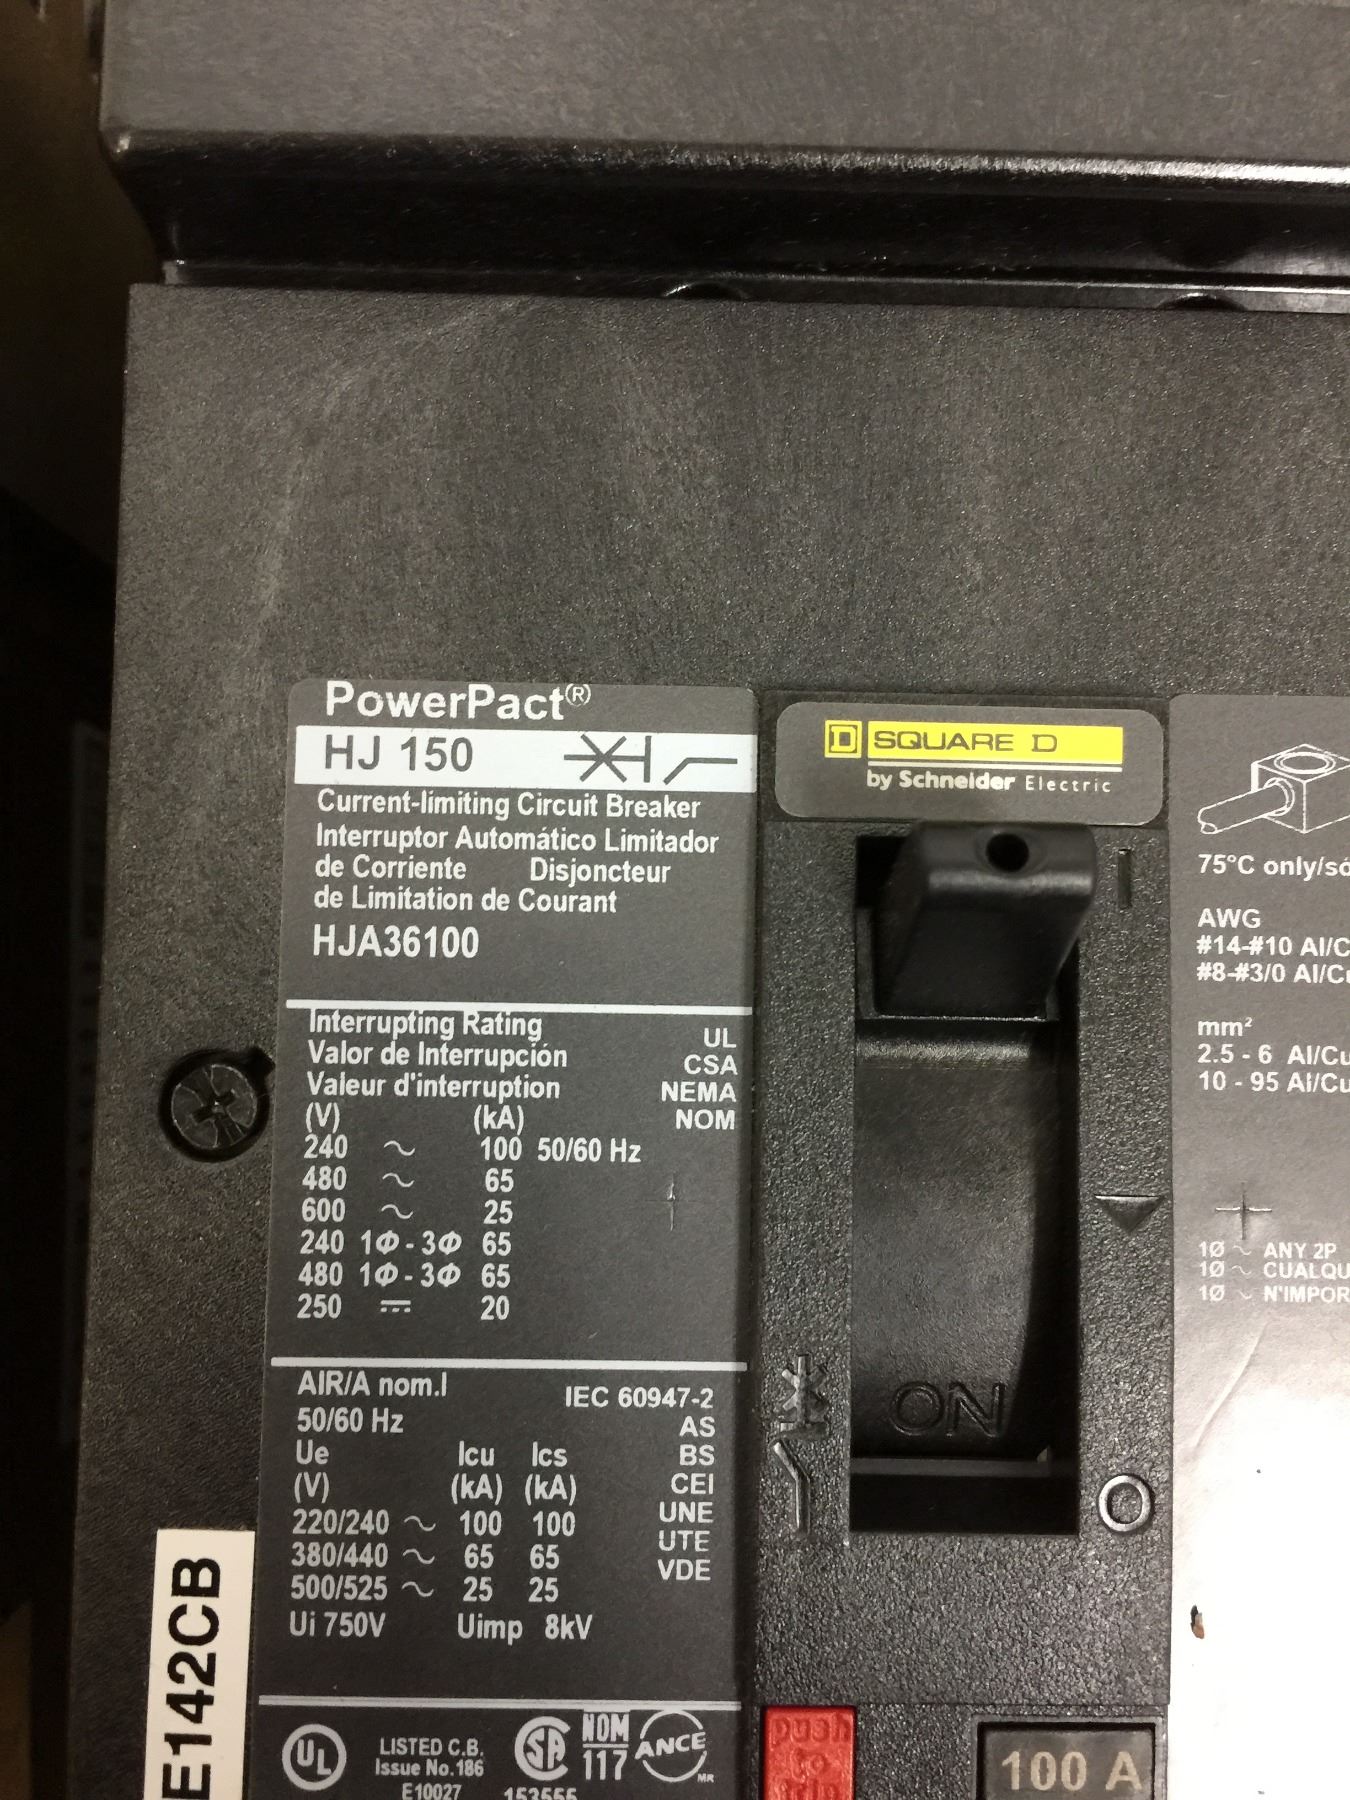 PowerPact®
HJ 150
Current-limiting Circuit Breaker
Interruptor Automático Limitador
de Corriente Disjoncteur
de Limitation de Courant
HJA36100
Interrupting Rating
Valor de Interrupción
Valeur d'interruption
UL
CSA
NEMA
NOM
(V) (kA)
240 ~ 100 50/60 Hz
480 ~ 65
600 ~ 25
240 1Φ - 3Φ 65
480 1Φ - 3Φ 65
250 ⎓ 20
AIR/A nom.I
50/60 Hz
Ue Icu Ics
(V) (kA) (kA)
220/240 ~ 100 100
380/440 ~ 65 65
500/525 ~ 25 25
Ui 750V Uimp 8kV
IEC 60947-2
AS
BS
CEI
UNE
UTE
VDE
UL
LISTED C.B.
Issue No.186
E10027
SA
153555
NOM
117
ANCE
MR
E142CB
D SQUARE D
by Schneider Electric
I
ON
O
push
to
100 A
75°C only/só
AWG
#14-#10 Al/C
#8-#3/0 Al/Cu
mm²
2.5 - 6 Al/Cu
10 - 95 Al/Cu
1Ø ~ ANY 2P
1Ø ~ CUALQU
1Ø ~ N'IMPOR